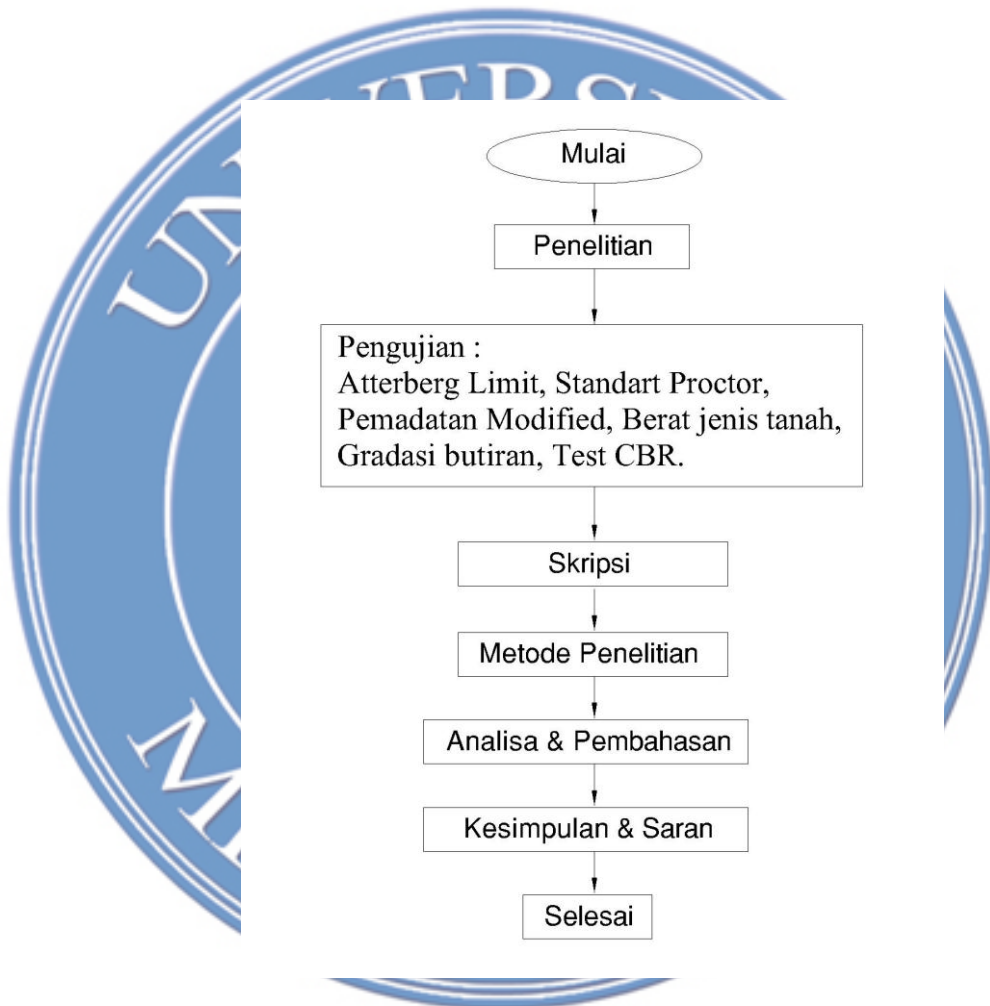 Mulai
Penelitian
Pengujian :
Atterberg Limit, Standart Proctor,
Pemadatan Modified, Berat jenis tanah,
Gradasi butiran, Test CBR.
Skripsi
Metode Penelitian
Analisa & Pembahasan
Kesimpulan & Saran
Selesai